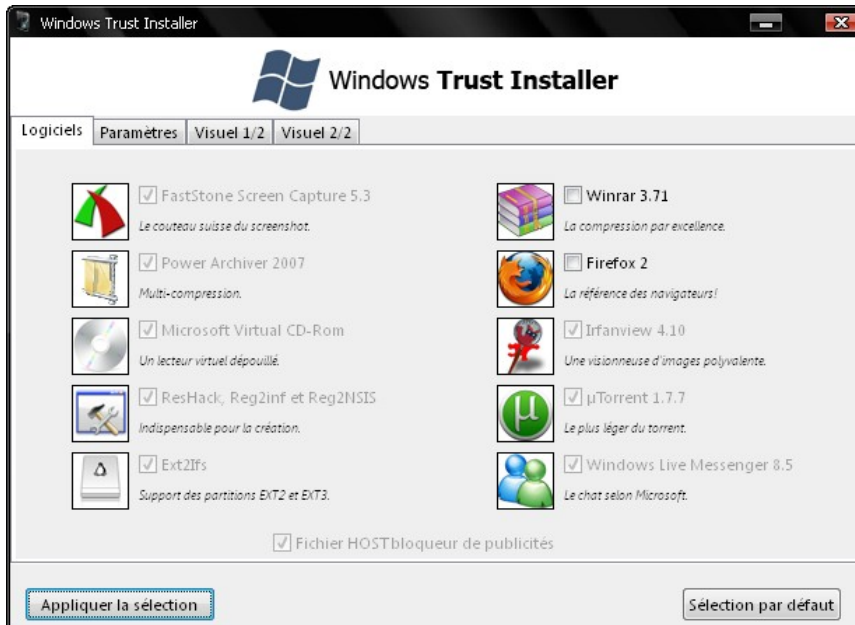 Windows Trust Installer
Windows Trust Installer
Logiciels Paramètres Visuel 1/2 Visuel 2/2
FastStone Screen Capture 5.3
Le couteau suisse du screenshot.
Power Archiver 2007
Multi-compression.
Microsoft Virtual CD-Rom
Un lecteur virtuel dépouillé.
ResHack, Reg2inf et Reg2NSIS
Indispensable pour la création.
Ext2Ifs
Support des partitions EXT2 et EXT3.
Winrar 3.71
La compression par excellence.
Firefox 2
La référence des navigateurs!
Irfanview 4.10
Une visionneuse d'images polyvalente.
µTorrent 1.7.7
Le plus léger du torrent.
Windows Live Messenger 8.5
Le chat selon Microsoft.
Fichier HOST bloqueur de publicités
Appliquer la sélection
Sélection par défaut